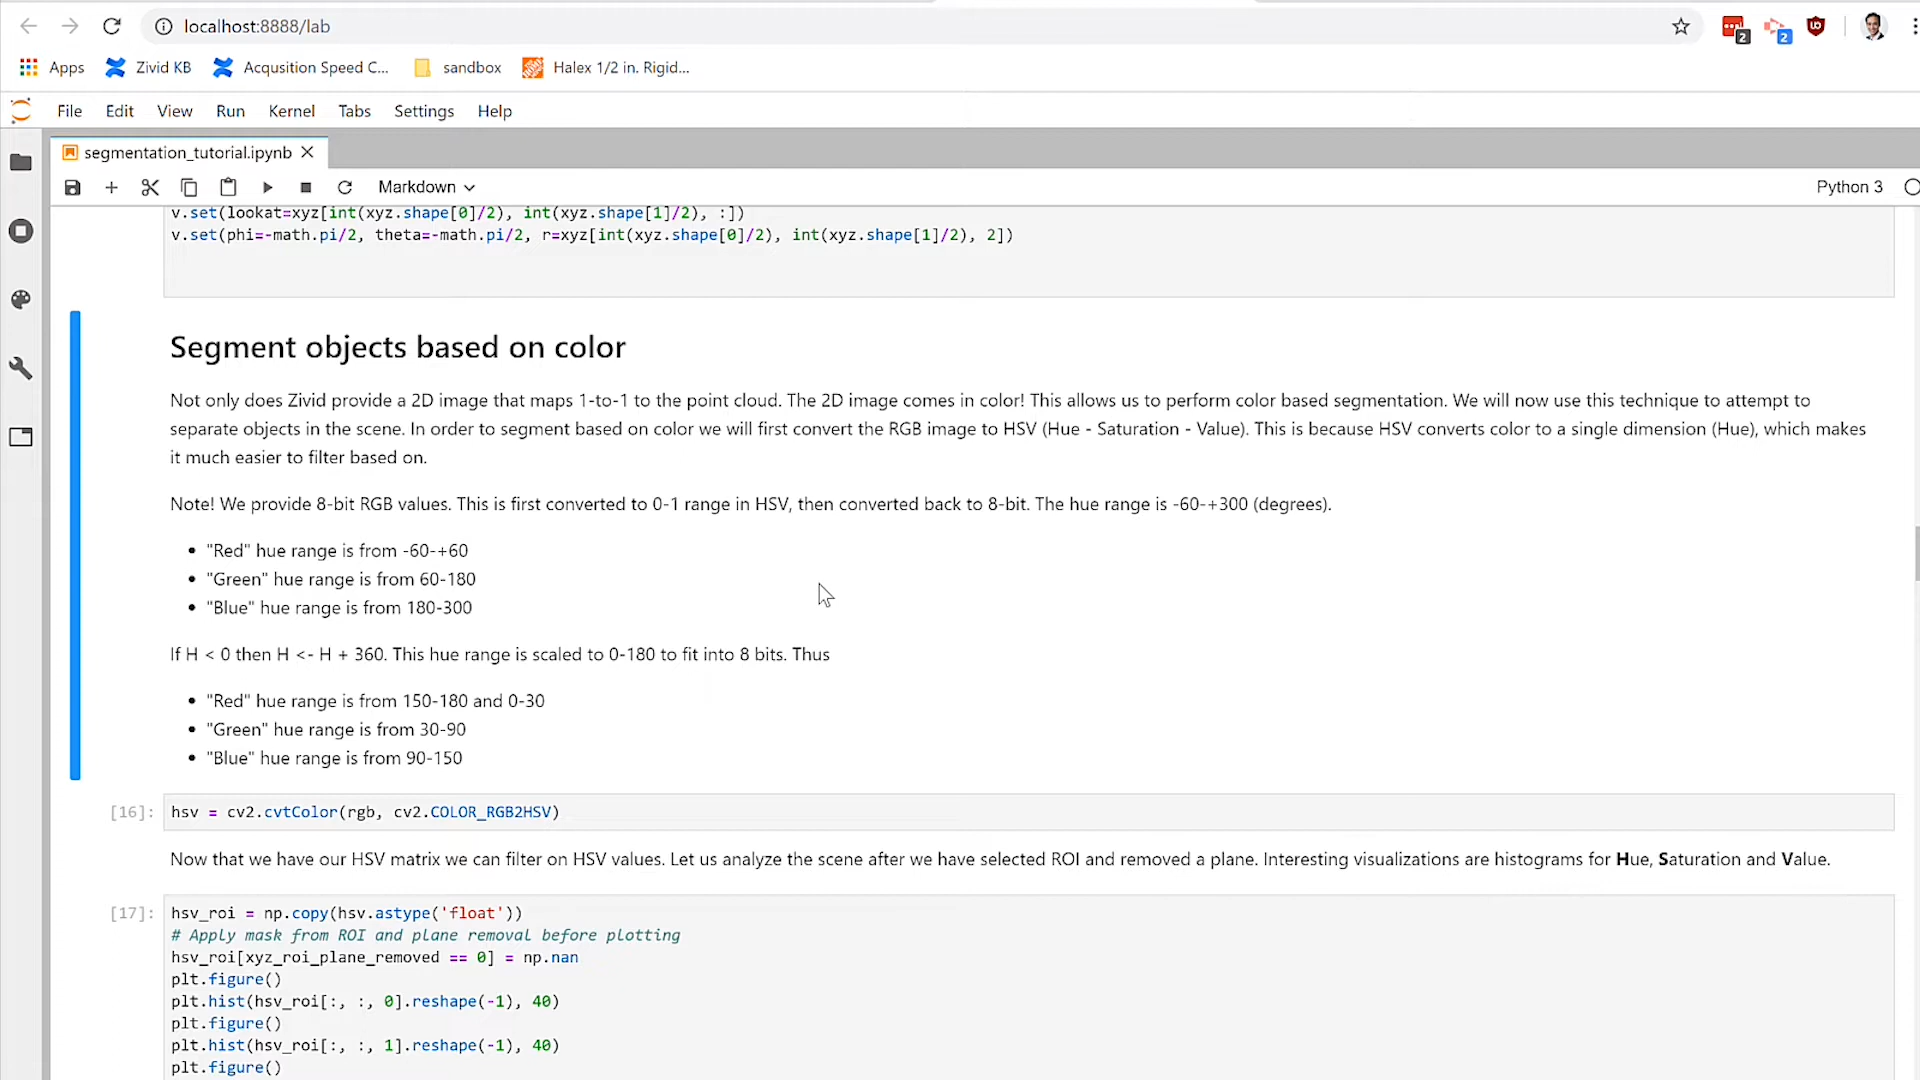 localhost:8888/lab
2
2
Apps
Zivid KB
Acqusition Speed C...
sandbox
Halex 1/2 in. Rigid...
File Edit View Run Kernel Tabs Settings Help
segmentation_tutorial.ipynb
Markdown
Python 3
v.set(lookat=xyz[int(xyz.shape[0]/2), int(xyz.shape[1]/2), :])
v.set(phi=-math.pi/2, theta=-math.pi/2, r=xyz[int(xyz.shape[0]/2), int(xyz.shape[1]/2), 2])
Segment objects based on color
Not only does Zivid provide a 2D image that maps 1-to-1 to the point cloud. The 2D image comes in color! This allows us to perform color based segmentation. We will now use this technique to attempt to
separate objects in the scene. In order to segment based on color we will first convert the RGB image to HSV (Hue - Saturation - Value). This is because HSV converts color to a single dimension (Hue), which makes
it much easier to filter based on.
Note! We provide 8-bit RGB values. This is first converted to 0-1 range in HSV, then converted back to 8-bit. The hue range is -60-+300 (degrees).
• "Red" hue range is from -60-+60
• "Green" hue range is from 60-180
• "Blue" hue range is from 180-300
If H < 0 then H <- H + 360. This hue range is scaled to 0-180 to fit into 8 bits. Thus
• "Red" hue range is from 150-180 and 0-30
• "Green" hue range is from 30-90
• "Blue" hue range is from 90-150
[16]: hsv = cv2.cvtColor(rgb, cv2.COLOR_RGB2HSV)
Now that we have our HSV matrix we can filter on HSV values. Let us analyze the scene after we have selected ROI and removed a plane. Interesting visualizations are histograms for Hue, Saturation and Value.
[17]: hsv_roi = np.copy(hsv.astype('float'))
# Apply mask from ROI and plane removal before plotting
hsv_roi[xyz_roi_plane_removed == 0] = np.nan
plt.figure()
plt.hist(hsv_roi[:, :, 0].reshape(-1), 40)
plt.figure()
plt.hist(hsv_roi[:, :, 1].reshape(-1), 40)
plt.figure()